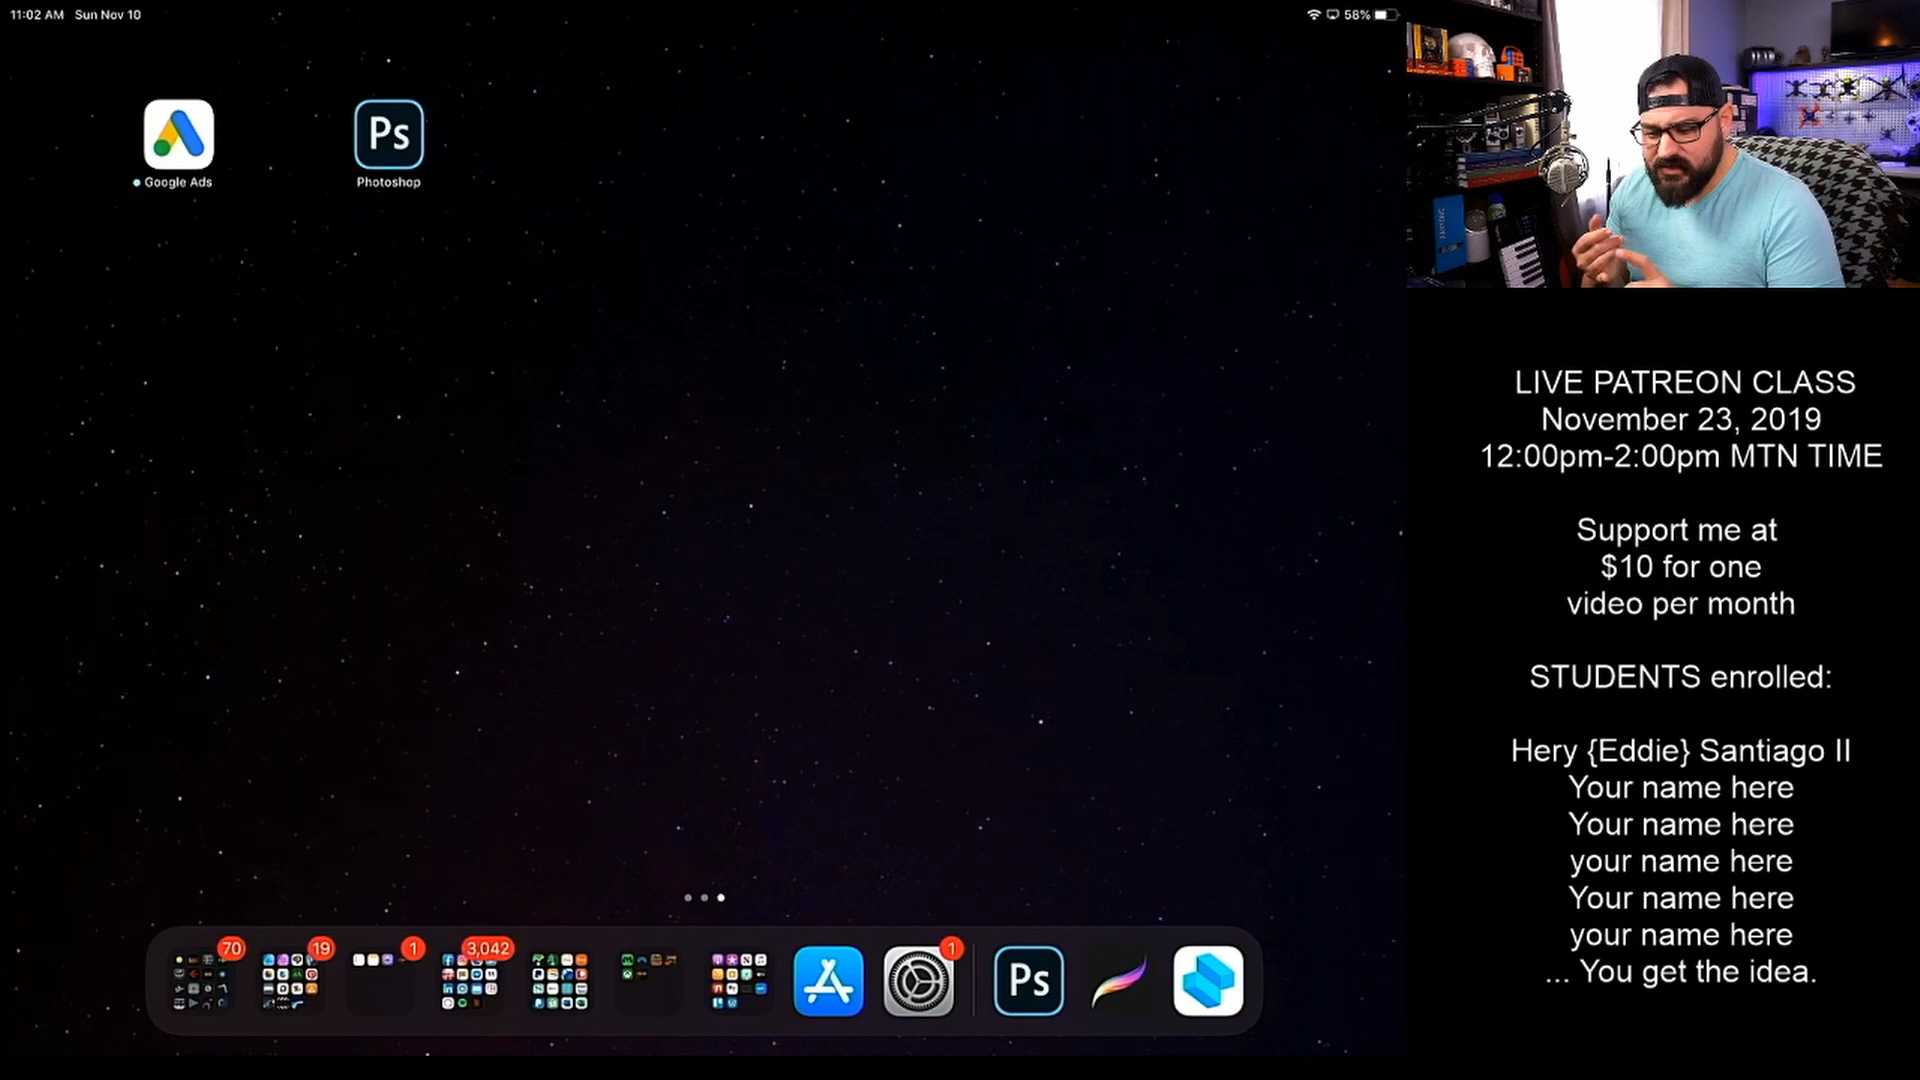 11:02 AM Sun Nov 10
58%
Ps
Google Ads
Photoshop
LIVE PATREON CLASS
November 23, 2019
12:00pm-2:00pm MTN TIME
Support me at
$10 for one
video per month
STUDENTS enrolled:
Hery {Eddie} Santiago II
Your name here
Your name here
your name here
Your name here
your name here
... You get the idea.
70
19
1
3,042
1
Ps